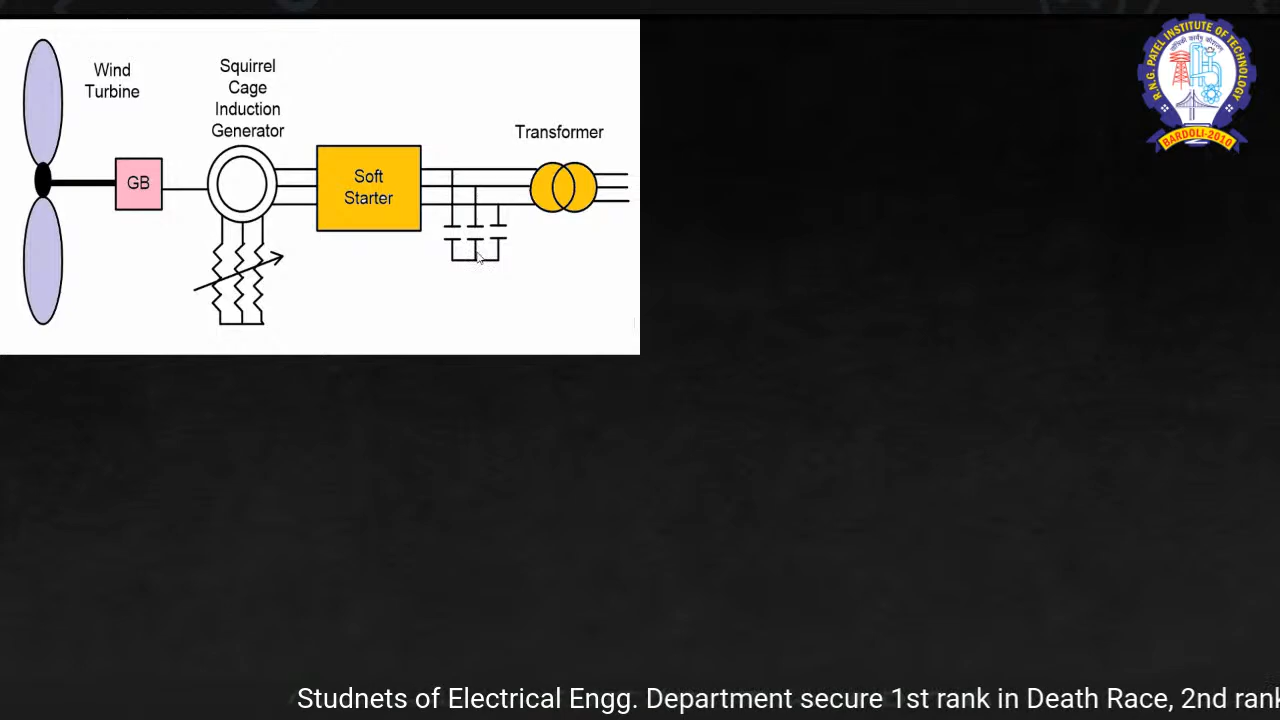 Wind
Turbine
Squirrel
Cage
Induction
Generator
Transformer
GB
Soft
Starter
R.N.G. PATEL INSTITUTE OF TECHNOLOGY
BARDOLI-2010
Studnets of Electrical Engg. Department secure 1st rank in Death Race, 2nd rank